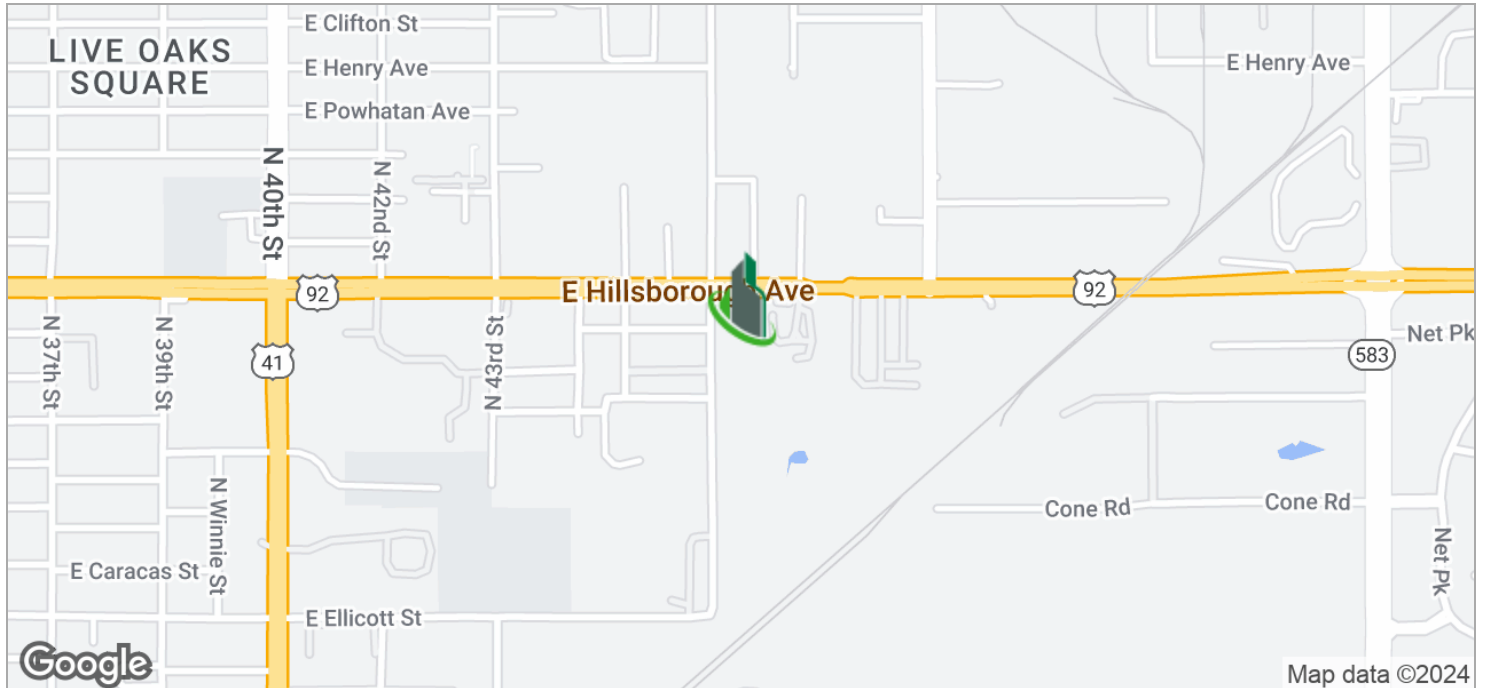 E Clifton St
LIVE OAKS
SQUARE
E Henry Ave
E Henry Ave
E Powhatan Ave
N 40th St
N 42nd St
92
E Hillsborough Ave
92
N 37th St
N 39th St
41
N 43rd St
Net Pk
583
N Winnie St
Cone Rd
Cone Rd
Net Pk
E Caracas St
E Ellicott St
Google
Map data ©2024